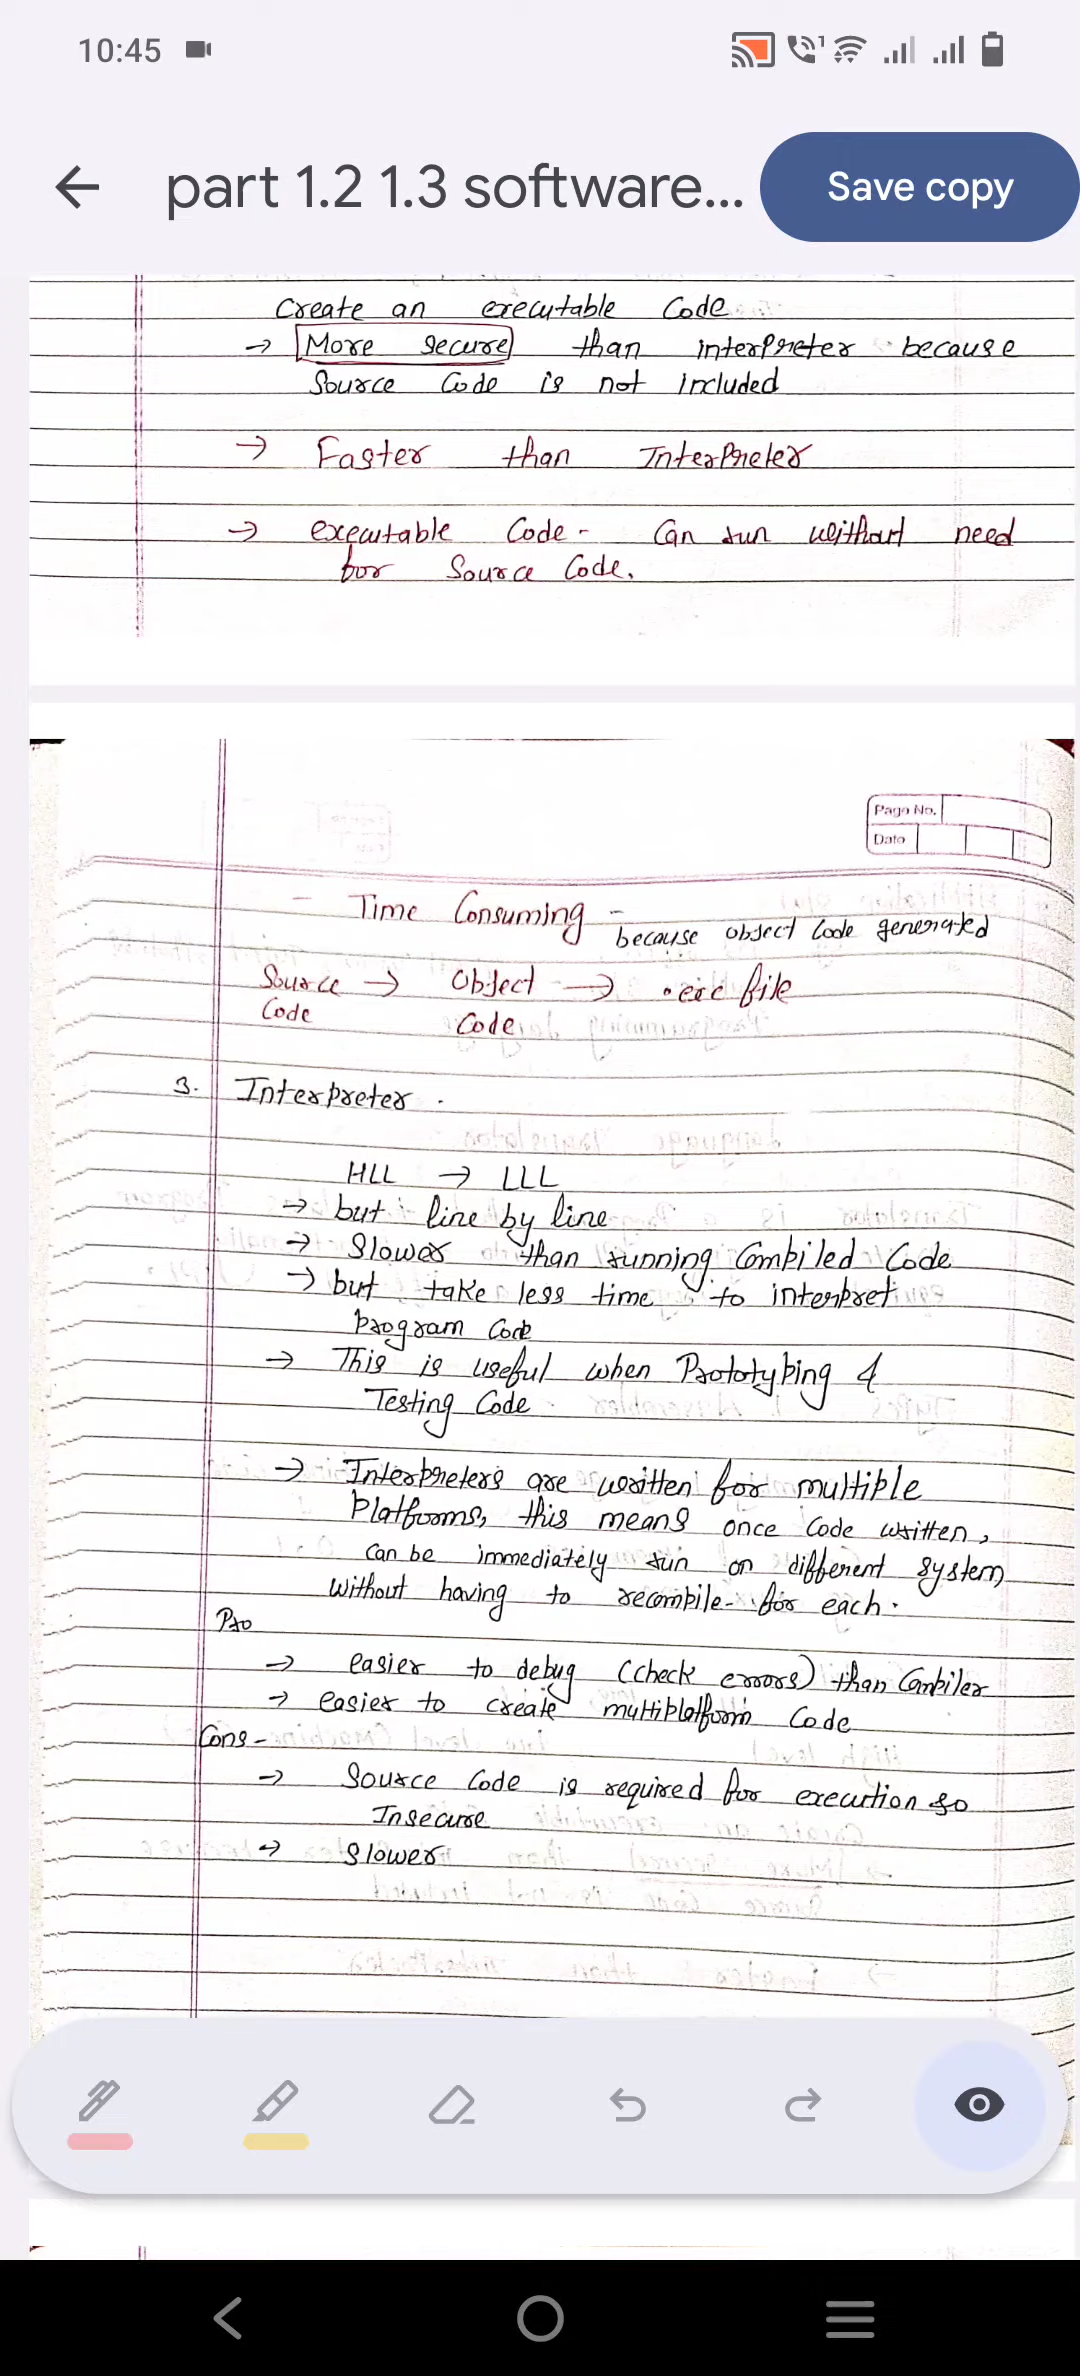 10:45
part 1.2 1.3 software...
Save copy
Create an executable Code
→ More secure than interpreter because
Source Code is not included
→ Faster than Interpreter
→ executable Code - Can run without need
for Source Code.
Page No.
Date
- Time Consuming - because object Code generated
Source → Object → .exe file
Code Code
3. Interpreter .
HLL → LLL
→ but line by line
→ Slower than running Compiled Code
→ but take less time to interpret
program Code
→ This is useful when Prototyping &
Testing Code
→ Interpreters are written for multiple
Platforms, this means once Code written,
Can be immediately run on different system
without having to recompile for each.
Pro
→ easier to debug (check errors) than Compiler
→ easier to create multiplatform Code
Cons -
→ Source Code is required for execution so
Insecure
→ Slower